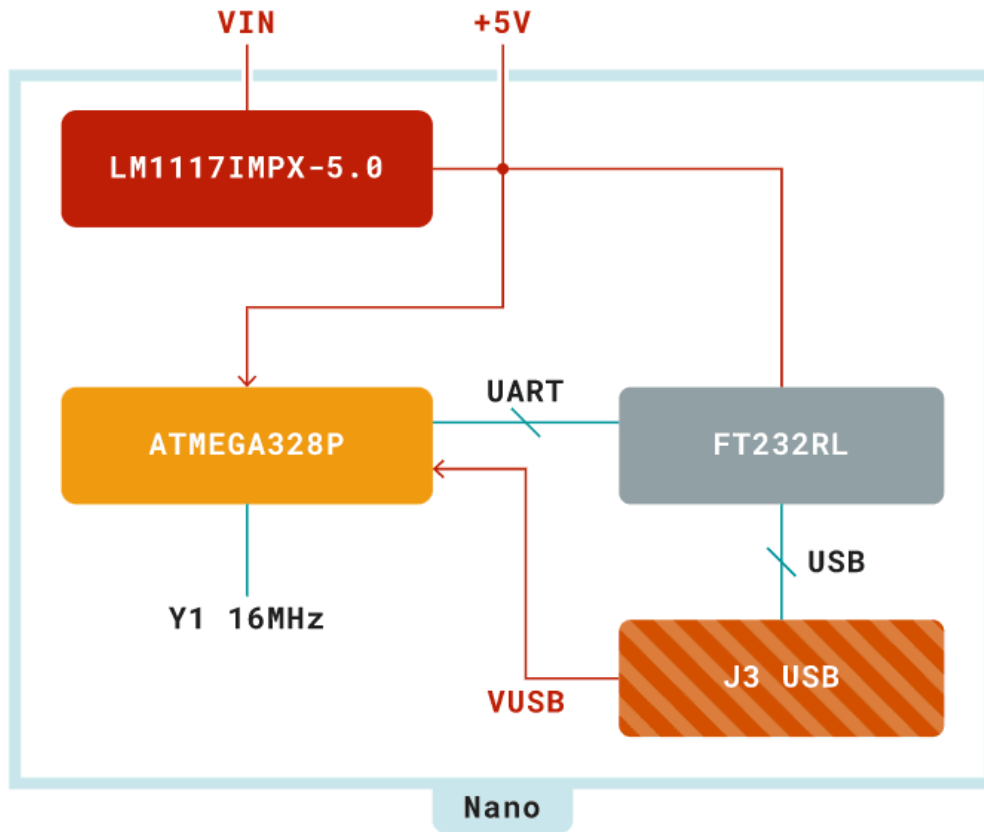 VIN
+5V
LM1117IMPX-5.0
UART
ATMEGA328P
FT232RL
USB
Y1 16MHz
J3 USB
VUSB
Nano